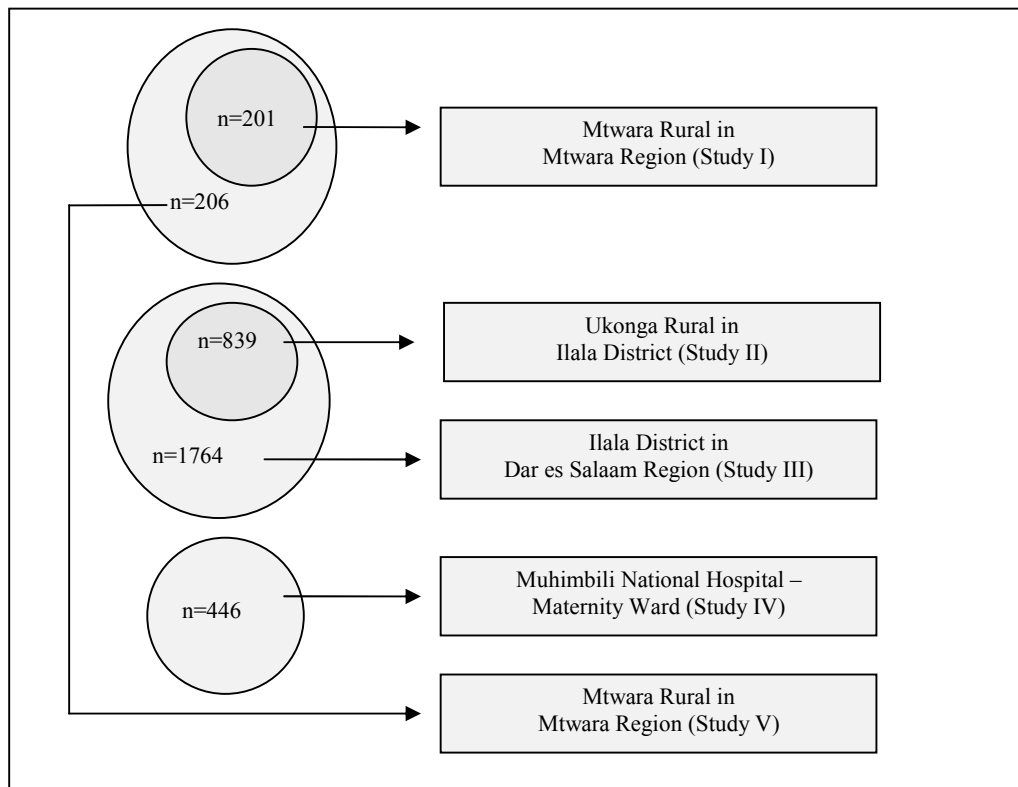 n=201
Mtwara Rural in
Mtwara Region (Study I)
n=206
n=839
Ukonga Rural in
Ilala District (Study II)
n=1764
Ilala District in
Dar es Salaam Region (Study III)
n=446
Muhimbili National Hospital –
Maternity Ward (Study IV)
Mtwara Rural in
Mtwara Region (Study V)